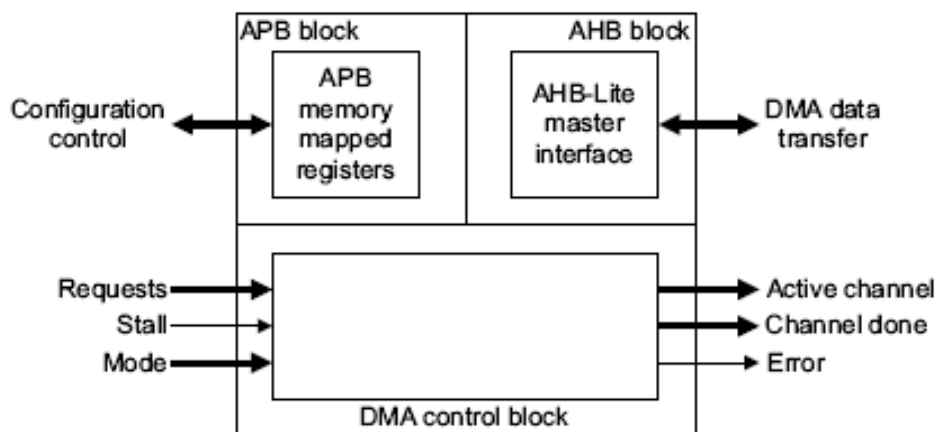 APB block
AHB block
APB
memory
mapped
registers
AHB-Lite
master
interface
Configuration
control
DMA data
transfer
Requests
Stall
Mode
Active channel
Channel done
Error
DMA control block